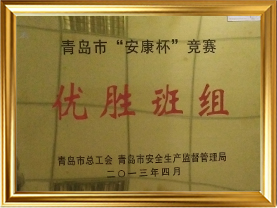 青岛市“安康杯”竞赛
优胜班组
青岛市总工会 青岛市安全生产监督管理局
二〇一三年四月